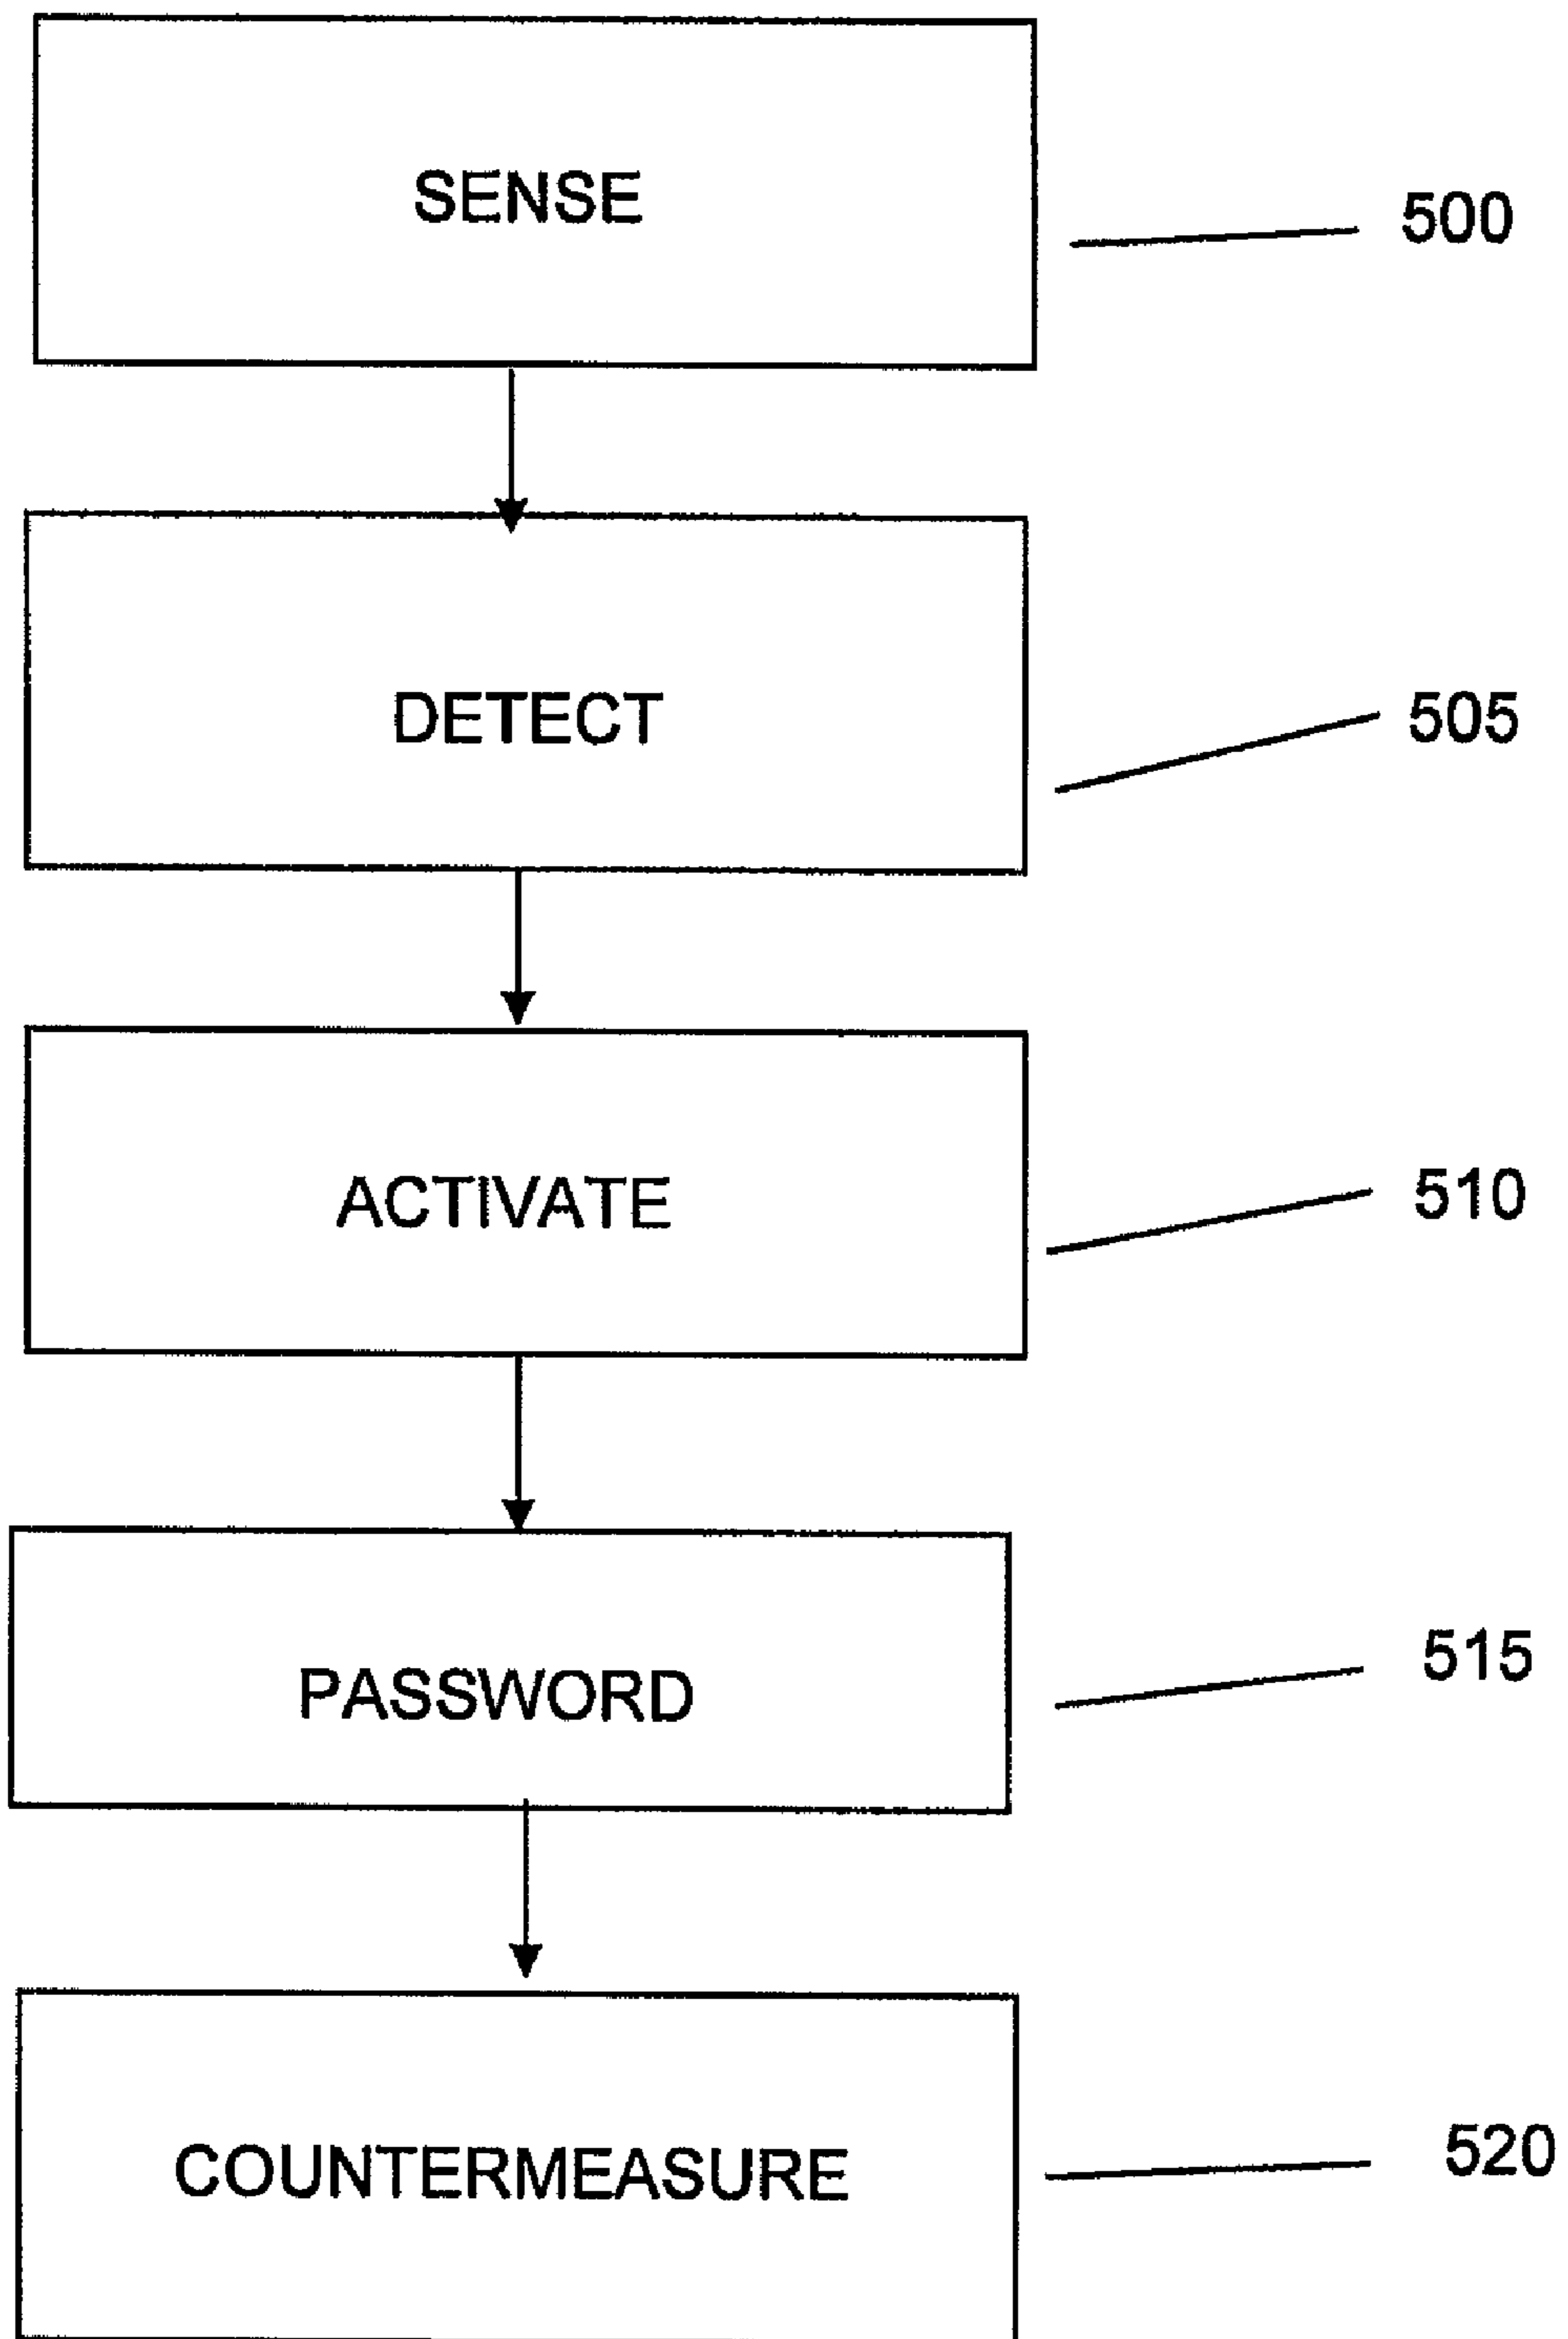 SENSE
500
DETECT
505
ACTIVATE
510
PASSWORD
515
COUNTERMEASURE
520